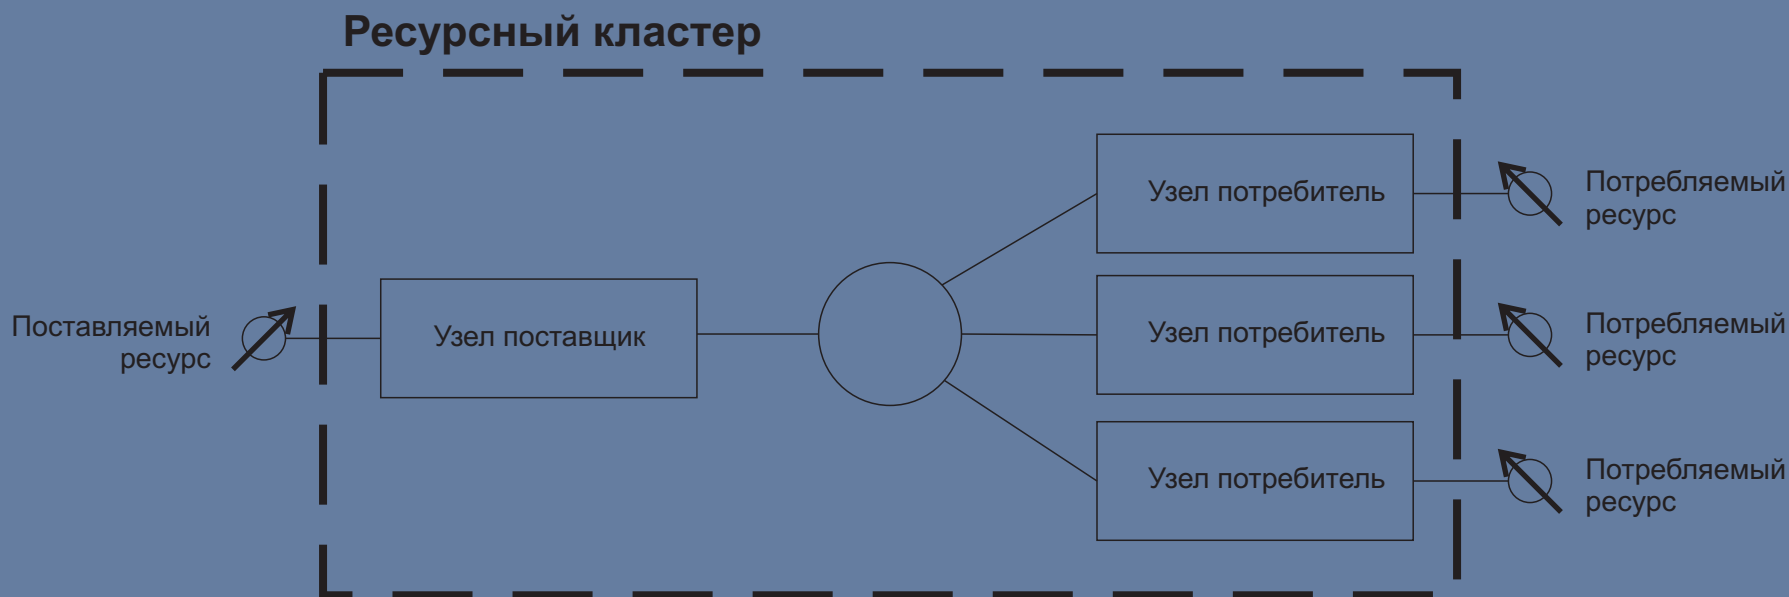 Ресурсный кластер
Поставляемый
ресурс
Узел поставщик
Узел потребитель
Потребляемый
ресурс
Узел потребитель
Потребляемый
ресурс
Узел потребитель
Потребляемый
ресурс